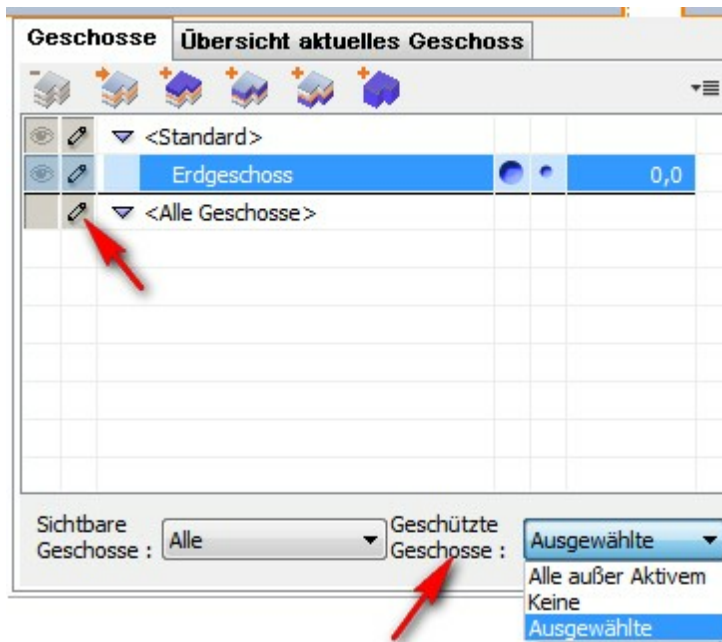 Geschosse Übersicht aktuelles Geschoss
<Standard>
Erdgeschoss 0,0
<Alle Geschosse>
Sichtbare
Geschosse : Alle
Geschützte
Geschosse : Ausgewählte
Alle außer Aktivem
Keine
Ausgewählte